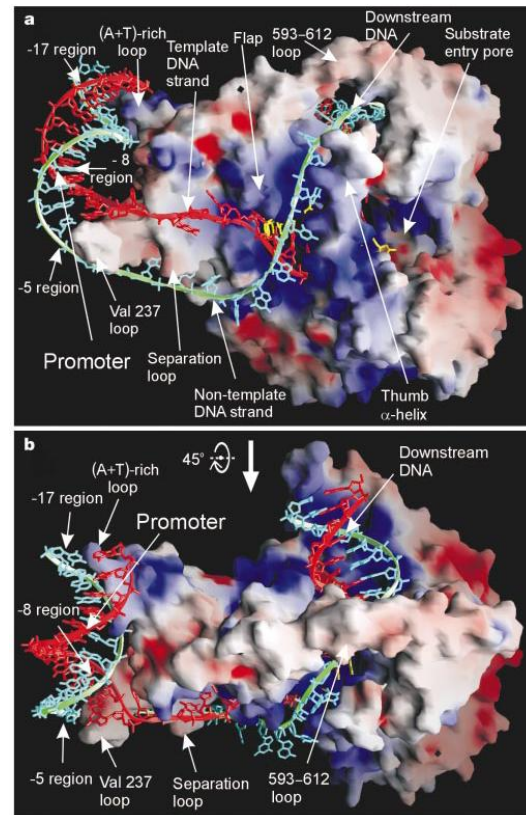 a
-17 region
(A+T)-rich
loop
Template
DNA
strand
Flap
593–612
loop
Downstream
DNA
Substrate
entry pore
- 8
region
-5 region
Val 237
loop
Promoter
Separation
loop
Non-template
DNA strand
Thumb
α-helix
b
45°
(A+T)-rich
loop
-17 region
Promoter
Downstream
DNA
-8 region
-5 region
Val 237
loop
Separation
loop
593–612
loop